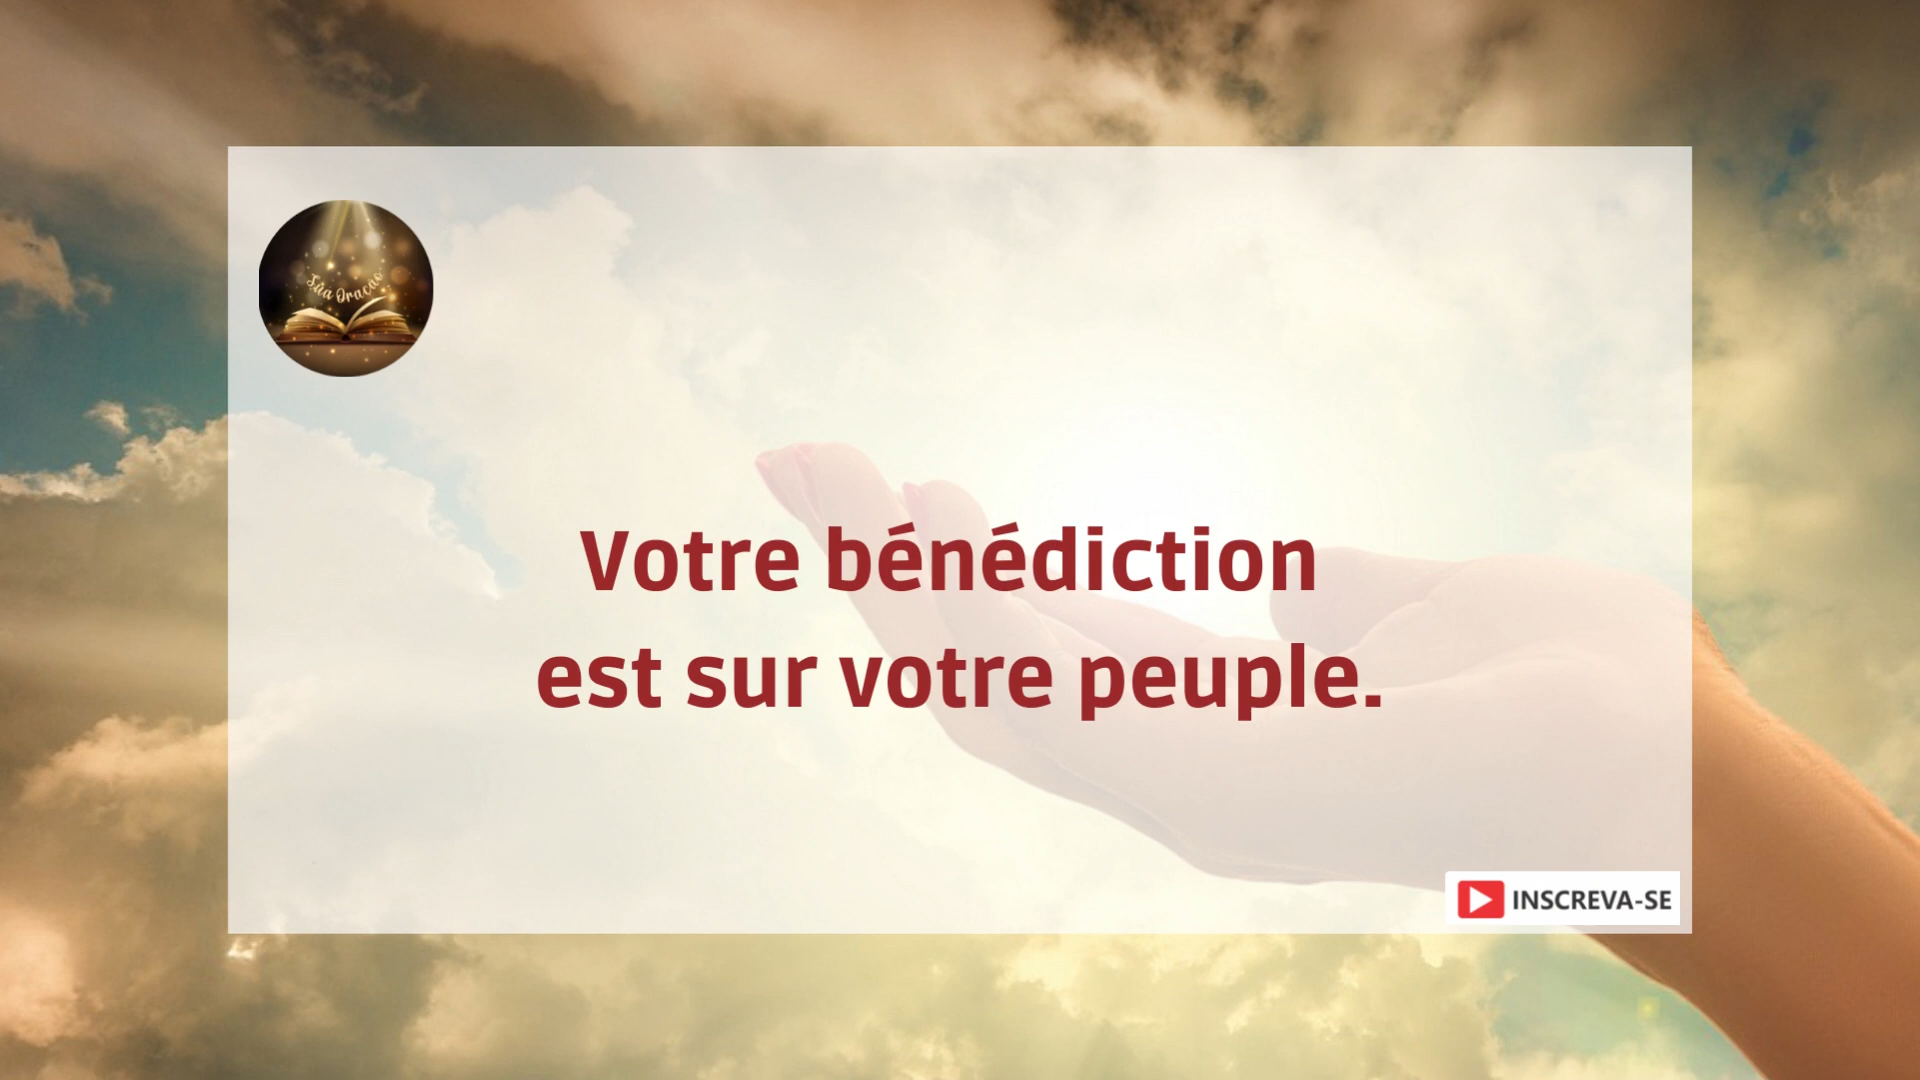 Sua Oração
Votre bénédiction
est sur votre peuple.
INSCREVA-SE